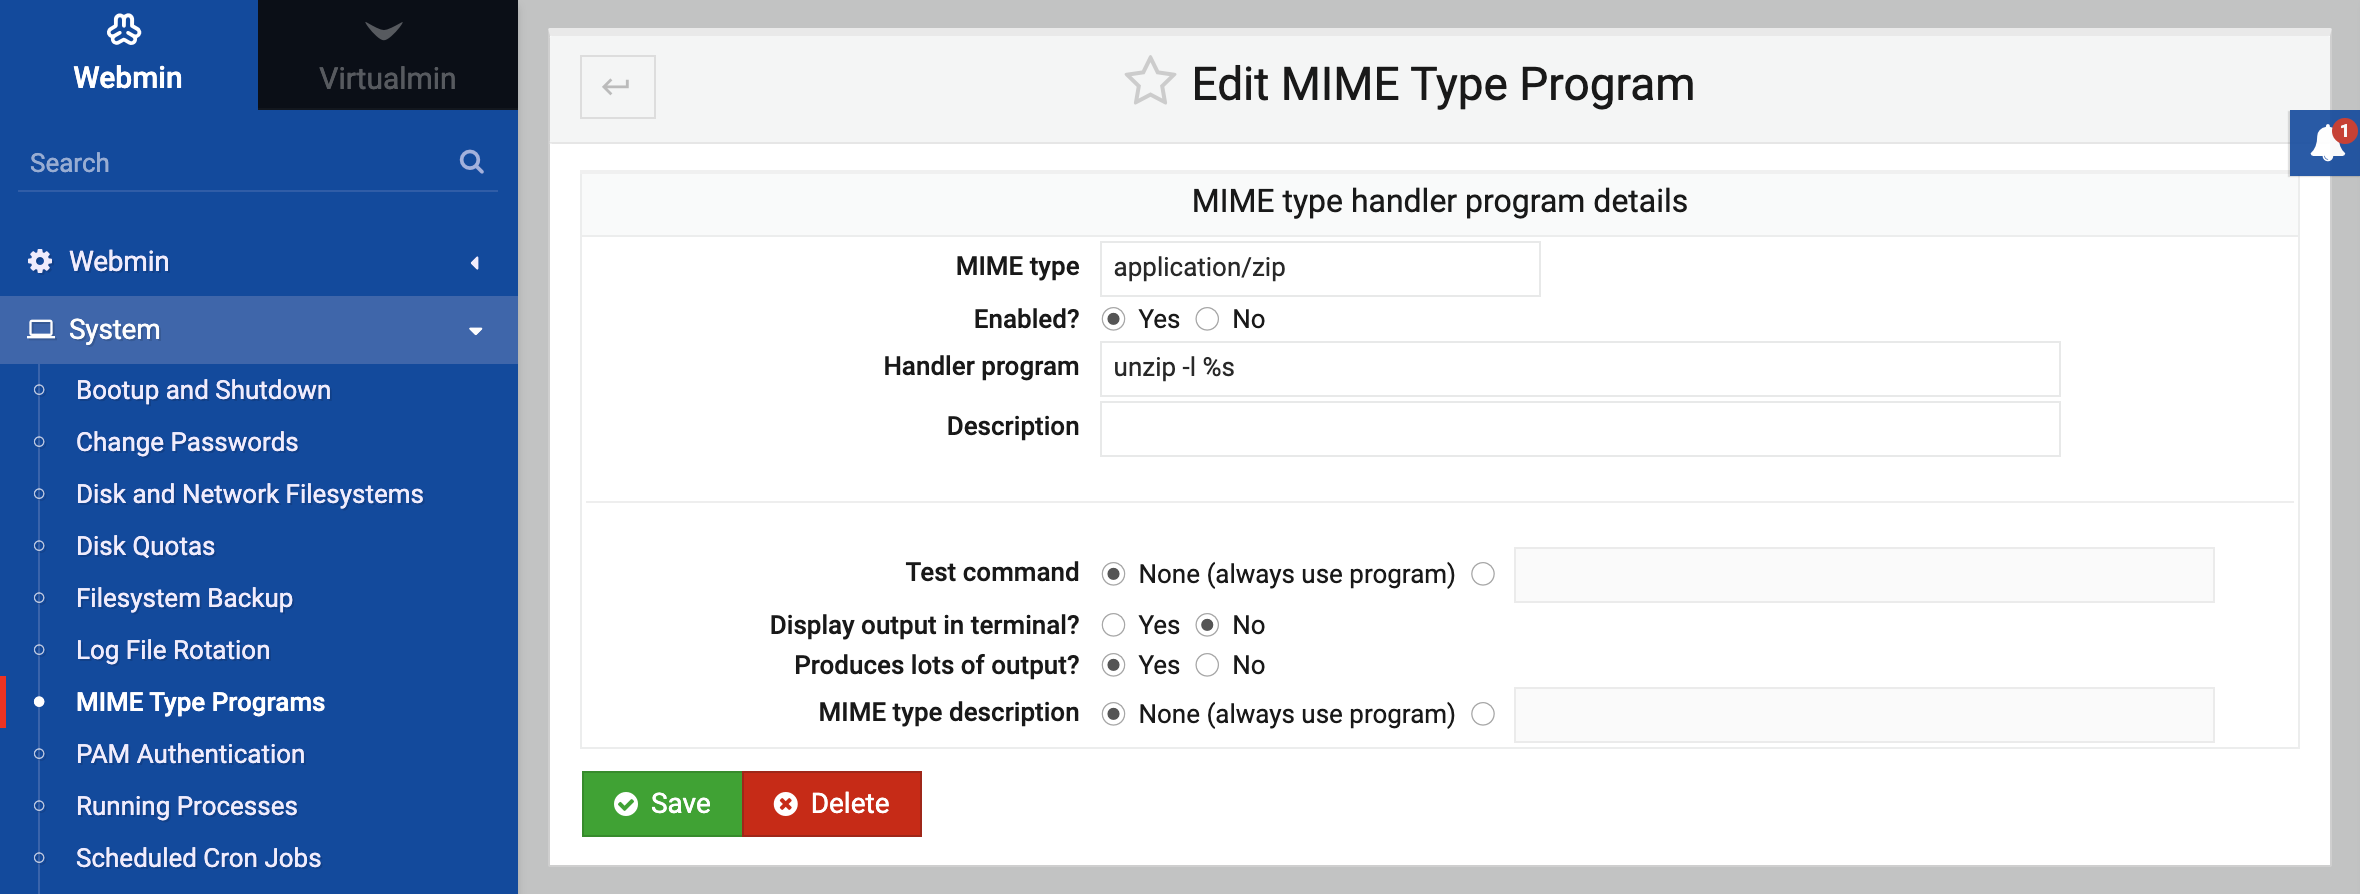 Webmin
Virtualmin
Search
Webmin
System
Bootup and Shutdown
Change Passwords
Disk and Network Filesystems
Disk Quotas
Filesystem Backup
Log File Rotation
MIME Type Programs
PAM Authentication
Running Processes
Scheduled Cron Jobs
Edit MIME Type Program
1
MIME type handler program details
MIME type application/zip
Enabled? Yes No
Handler program unzip -l %s
Description
Test command None (always use program)
Display output in terminal? Yes No
Produces lots of output? Yes No
MIME type description None (always use program)
Save Delete